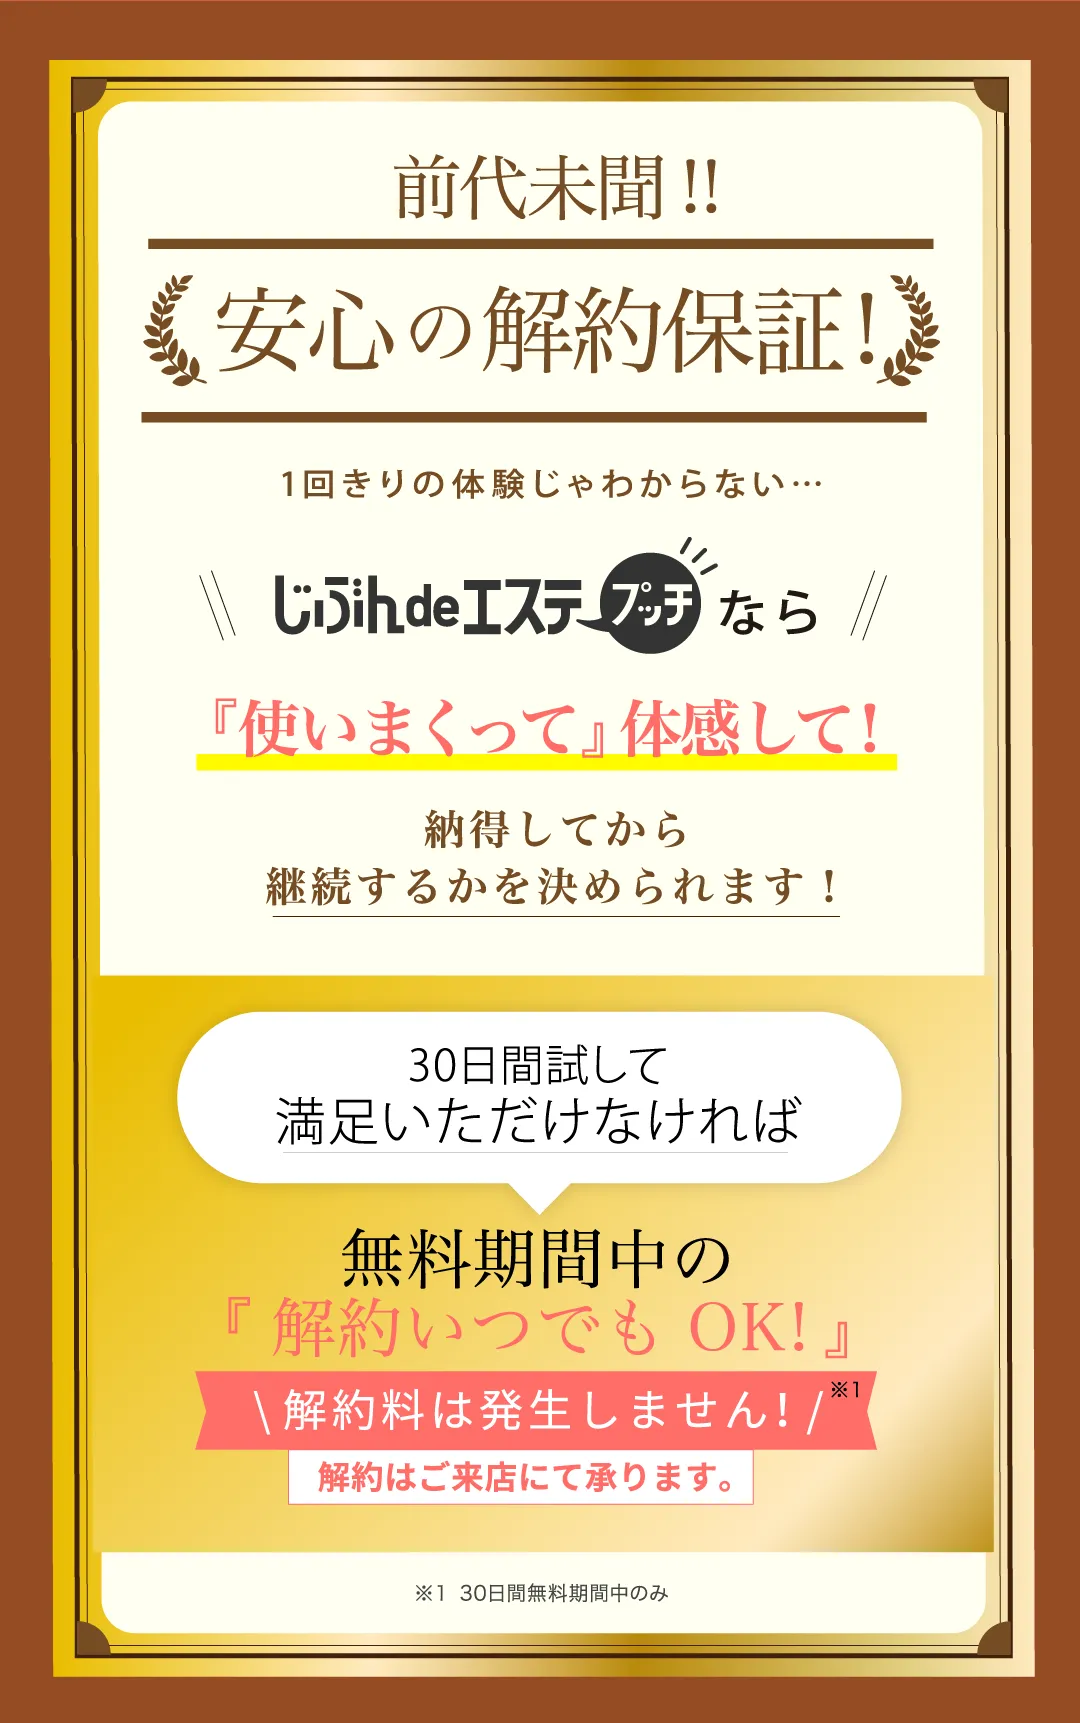 前代未聞!!
安心の解約保証!
1回きりの体験じゃわからない…
じぶんdeエステ プッチ なら
『使いまくって』体感して!
納得してから
継続するかを決められます!
30日間試して
満足いただけなければ
無料期間中の
『解約いつでも OK!』
\解約料は発生しません!/※1
解約はご来店にて承ります。
※1 30日間無料期間中のみ